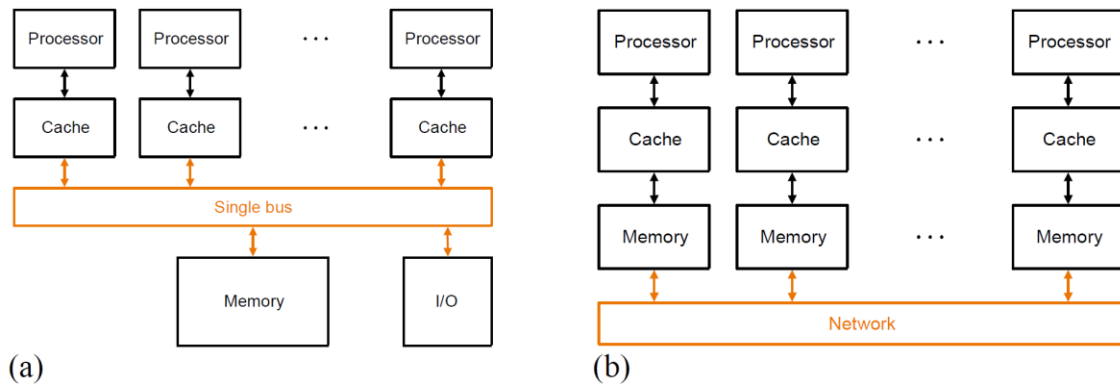 Processor Processor ... Processor
Cache Cache ... Cache
Single bus
Memory I/O
(a)
Processor Processor ... Processor
Cache Cache ... Cache
Memory Memory ... Memory
Network
(b)